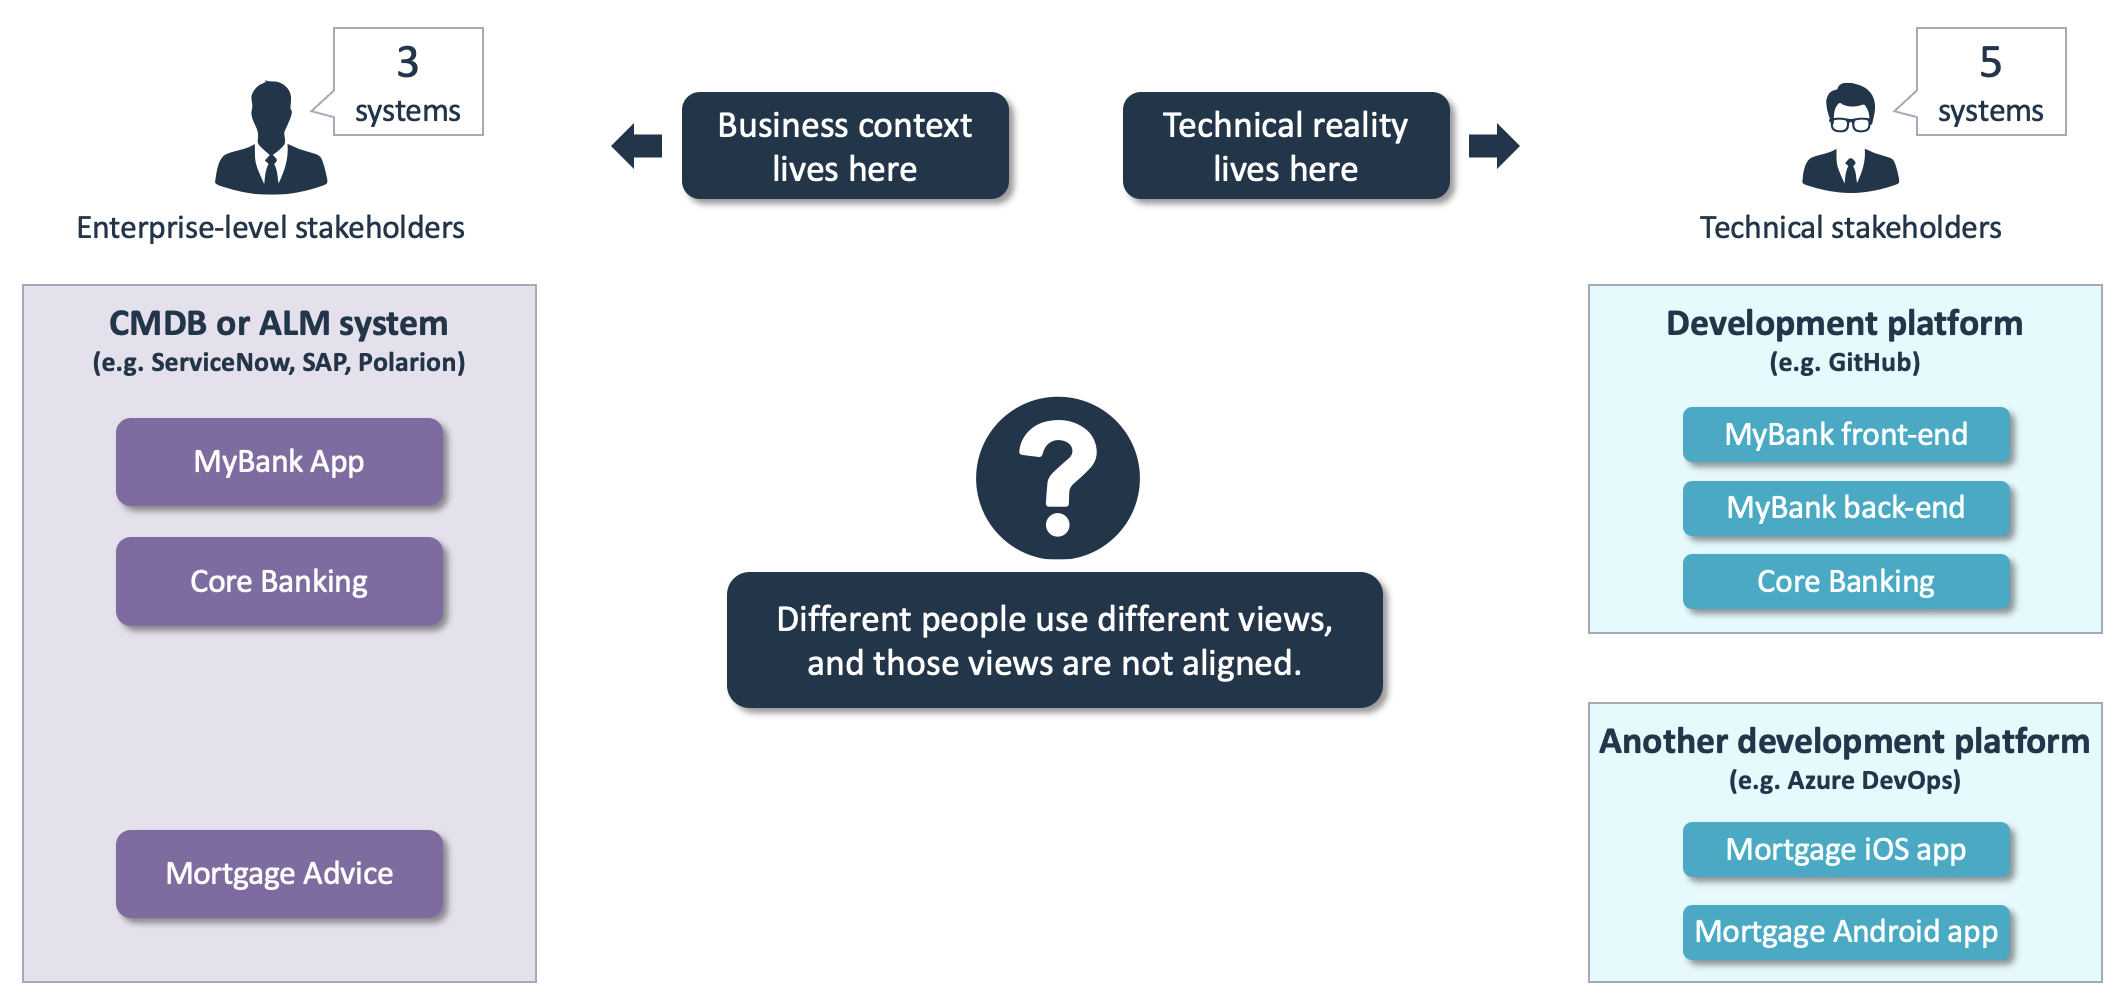 3
systems
Enterprise-level stakeholders
Business context
lives here
Technical reality
lives here
5
systems
Technical stakeholders
CMDB or ALM system
(e.g. ServiceNow, SAP, Polarion)
MyBank App
Core Banking
Mortgage Advice
?
Different people use different views,
and those views are not aligned.
Development platform
(e.g. GitHub)
MyBank front-end
MyBank back-end
Core Banking
Another development platform
(e.g. Azure DevOps)
Mortgage iOS app
Mortgage Android app